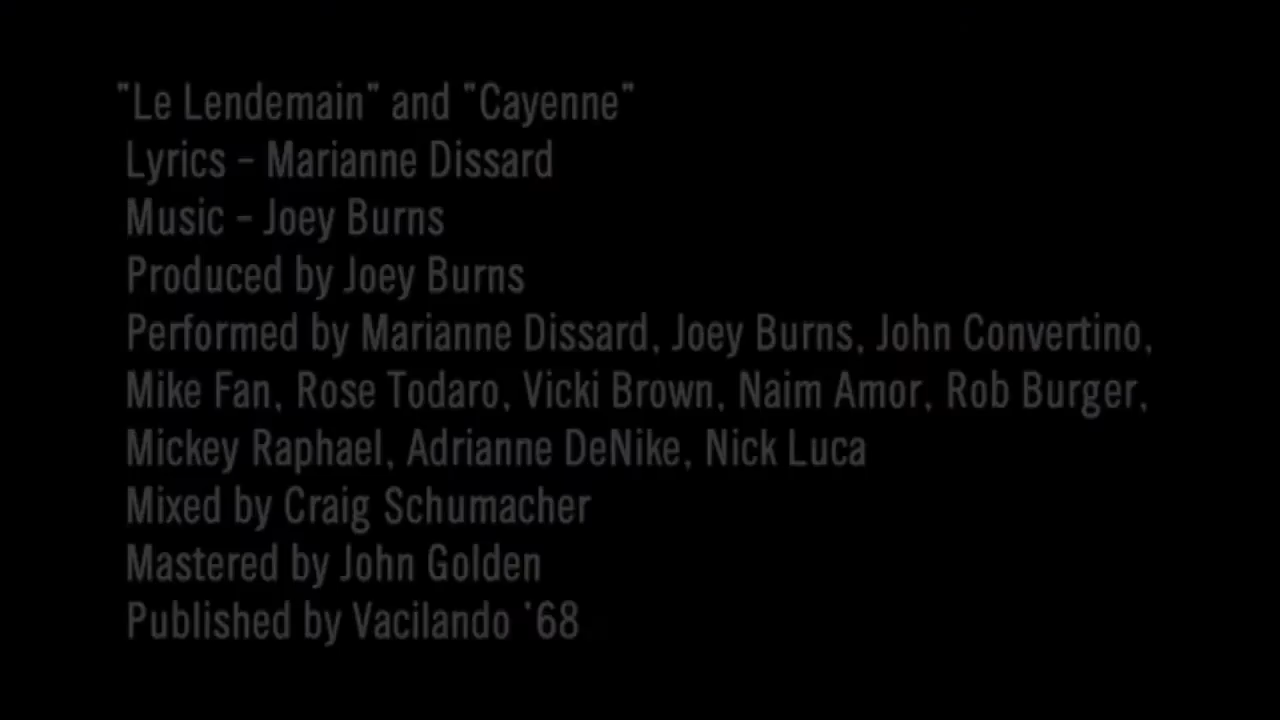 "Le Lendemain" and "Cayenne"
Lyrics - Marianne Dissard
Music - Joey Burns
Produced by Joey Burns
Performed by Marianne Dissard, Joey Burns, John Convertino,
Mike Fan, Rose Todaro, Vicki Brown, Naim Amor, Rob Burger,
Mickey Raphael, Adrianne DeNike, Nick Luca
Mixed by Craig Schumacher
Mastered by John Golden
Published by Vacilando '68